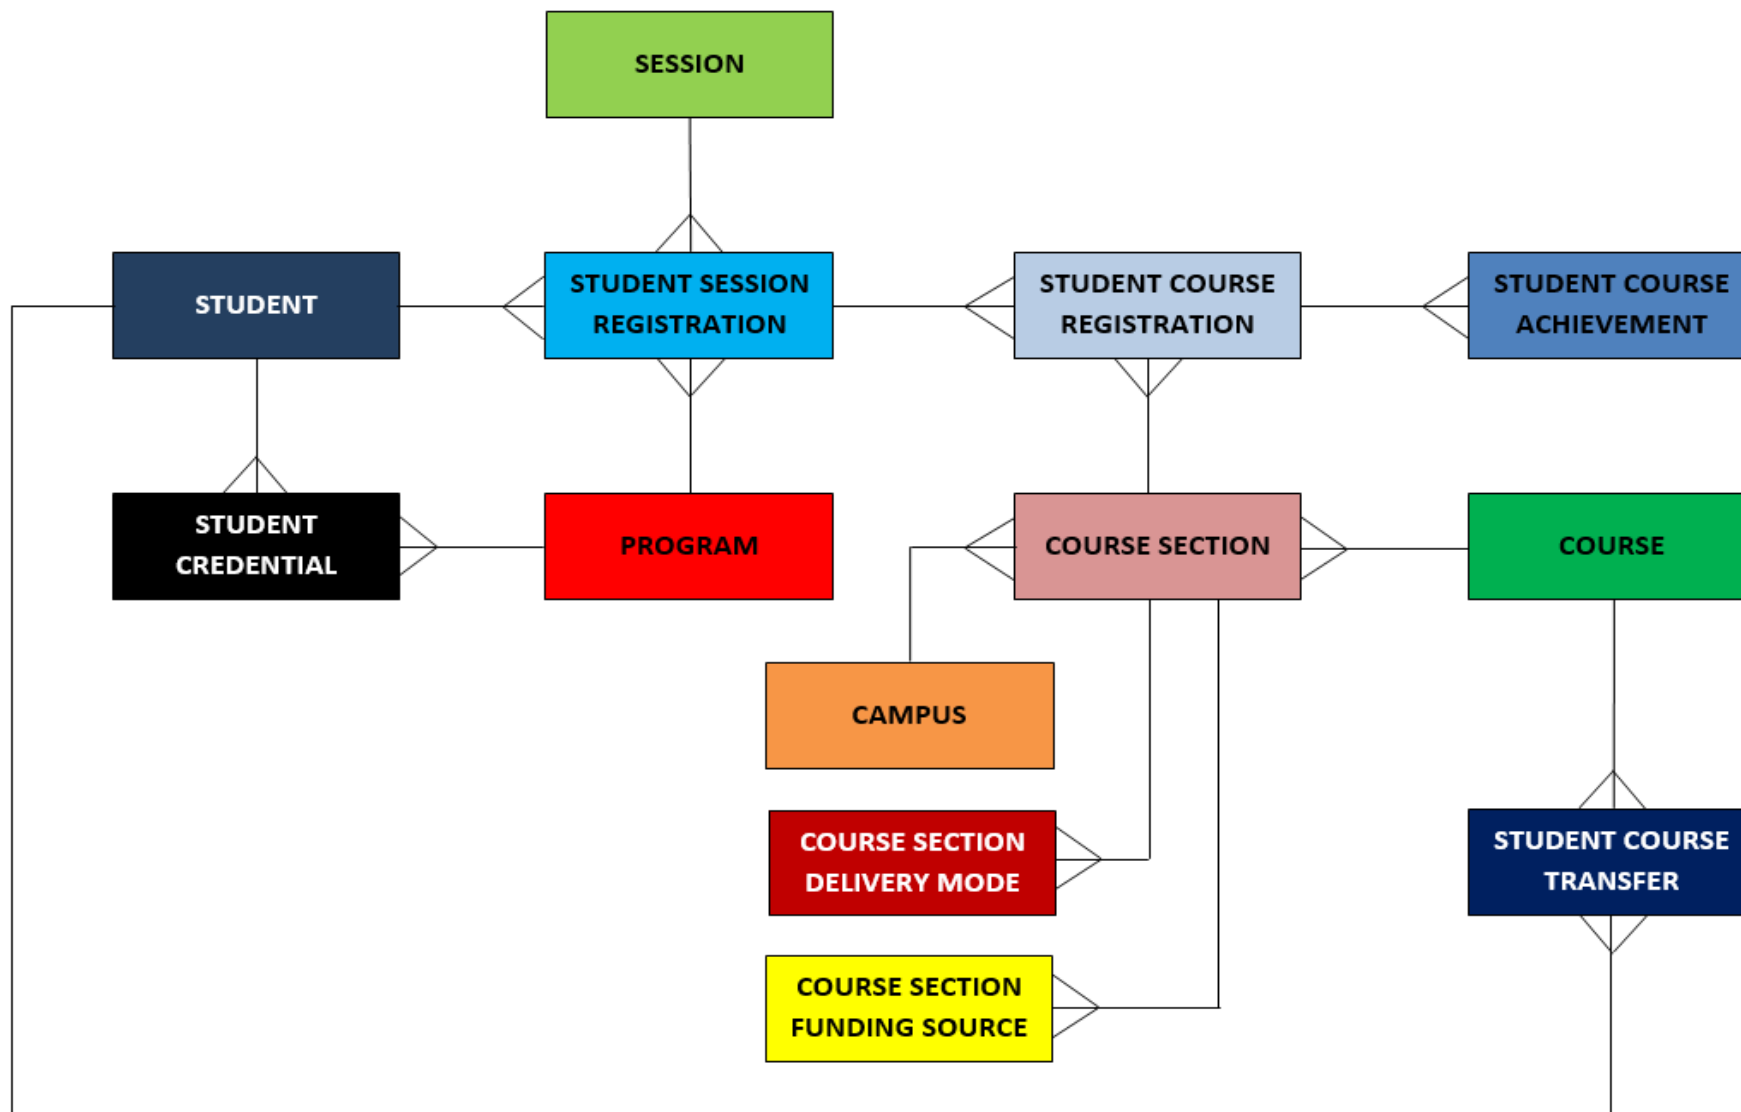 SESSION
STUDENT
STUDENT SESSION
REGISTRATION
STUDENT COURSE
REGISTRATION
STUDENT COURSE
ACHIEVEMENT
STUDENT
CREDENTIAL
PROGRAM
COURSE SECTION
COURSE
CAMPUS
COURSE SECTION
DELIVERY MODE
STUDENT COURSE
TRANSFER
COURSE SECTION
FUNDING SOURCE